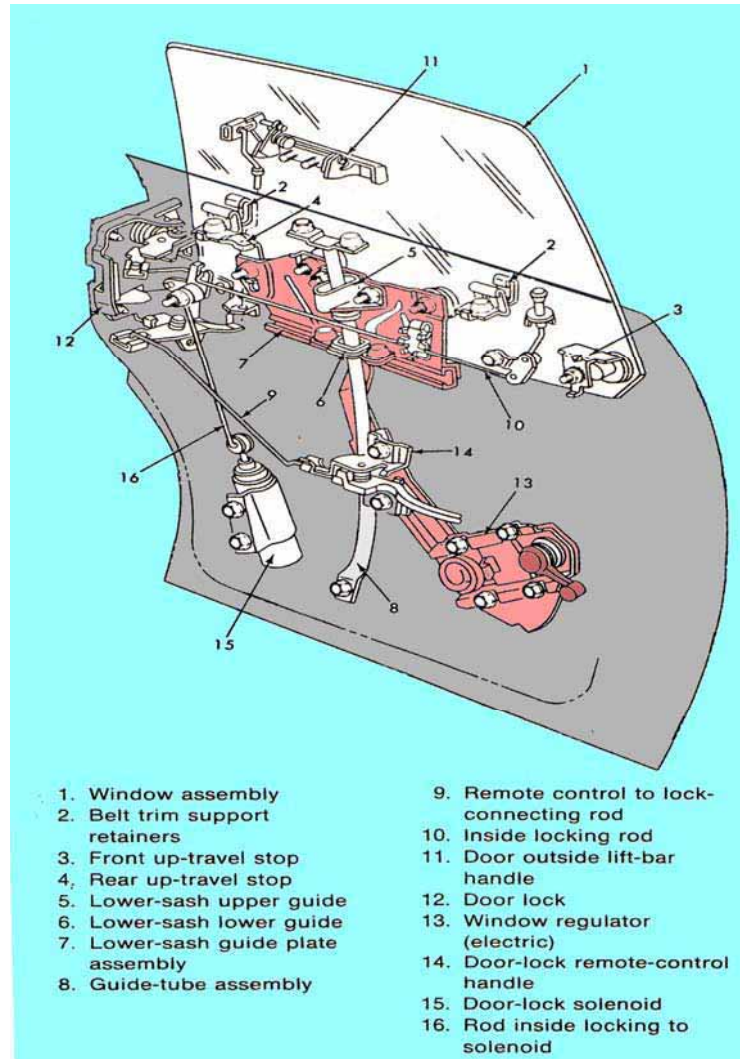 11
1
2
4
2
5
3
12
7
6
9
10
14
16
13
8
15
1. Window assembly
2. Belt trim support
retainers
3. Front up-travel stop
4, Rear up-travel stop
5. Lower-sash upper guide
6. Lower-sash lower guide
7. Lower-sash guide plate
assembly
8. Guide-tube assembly
9. Remote control to lock-
connecting rod
10. Inside locking rod
11. Door outside lift-bar
handle
12. Door lock
13. Window regulator
(electric)
14. Door-lock remote-control
handle
15. Door-lock solenoid
16. Rod inside locking to
solenoid